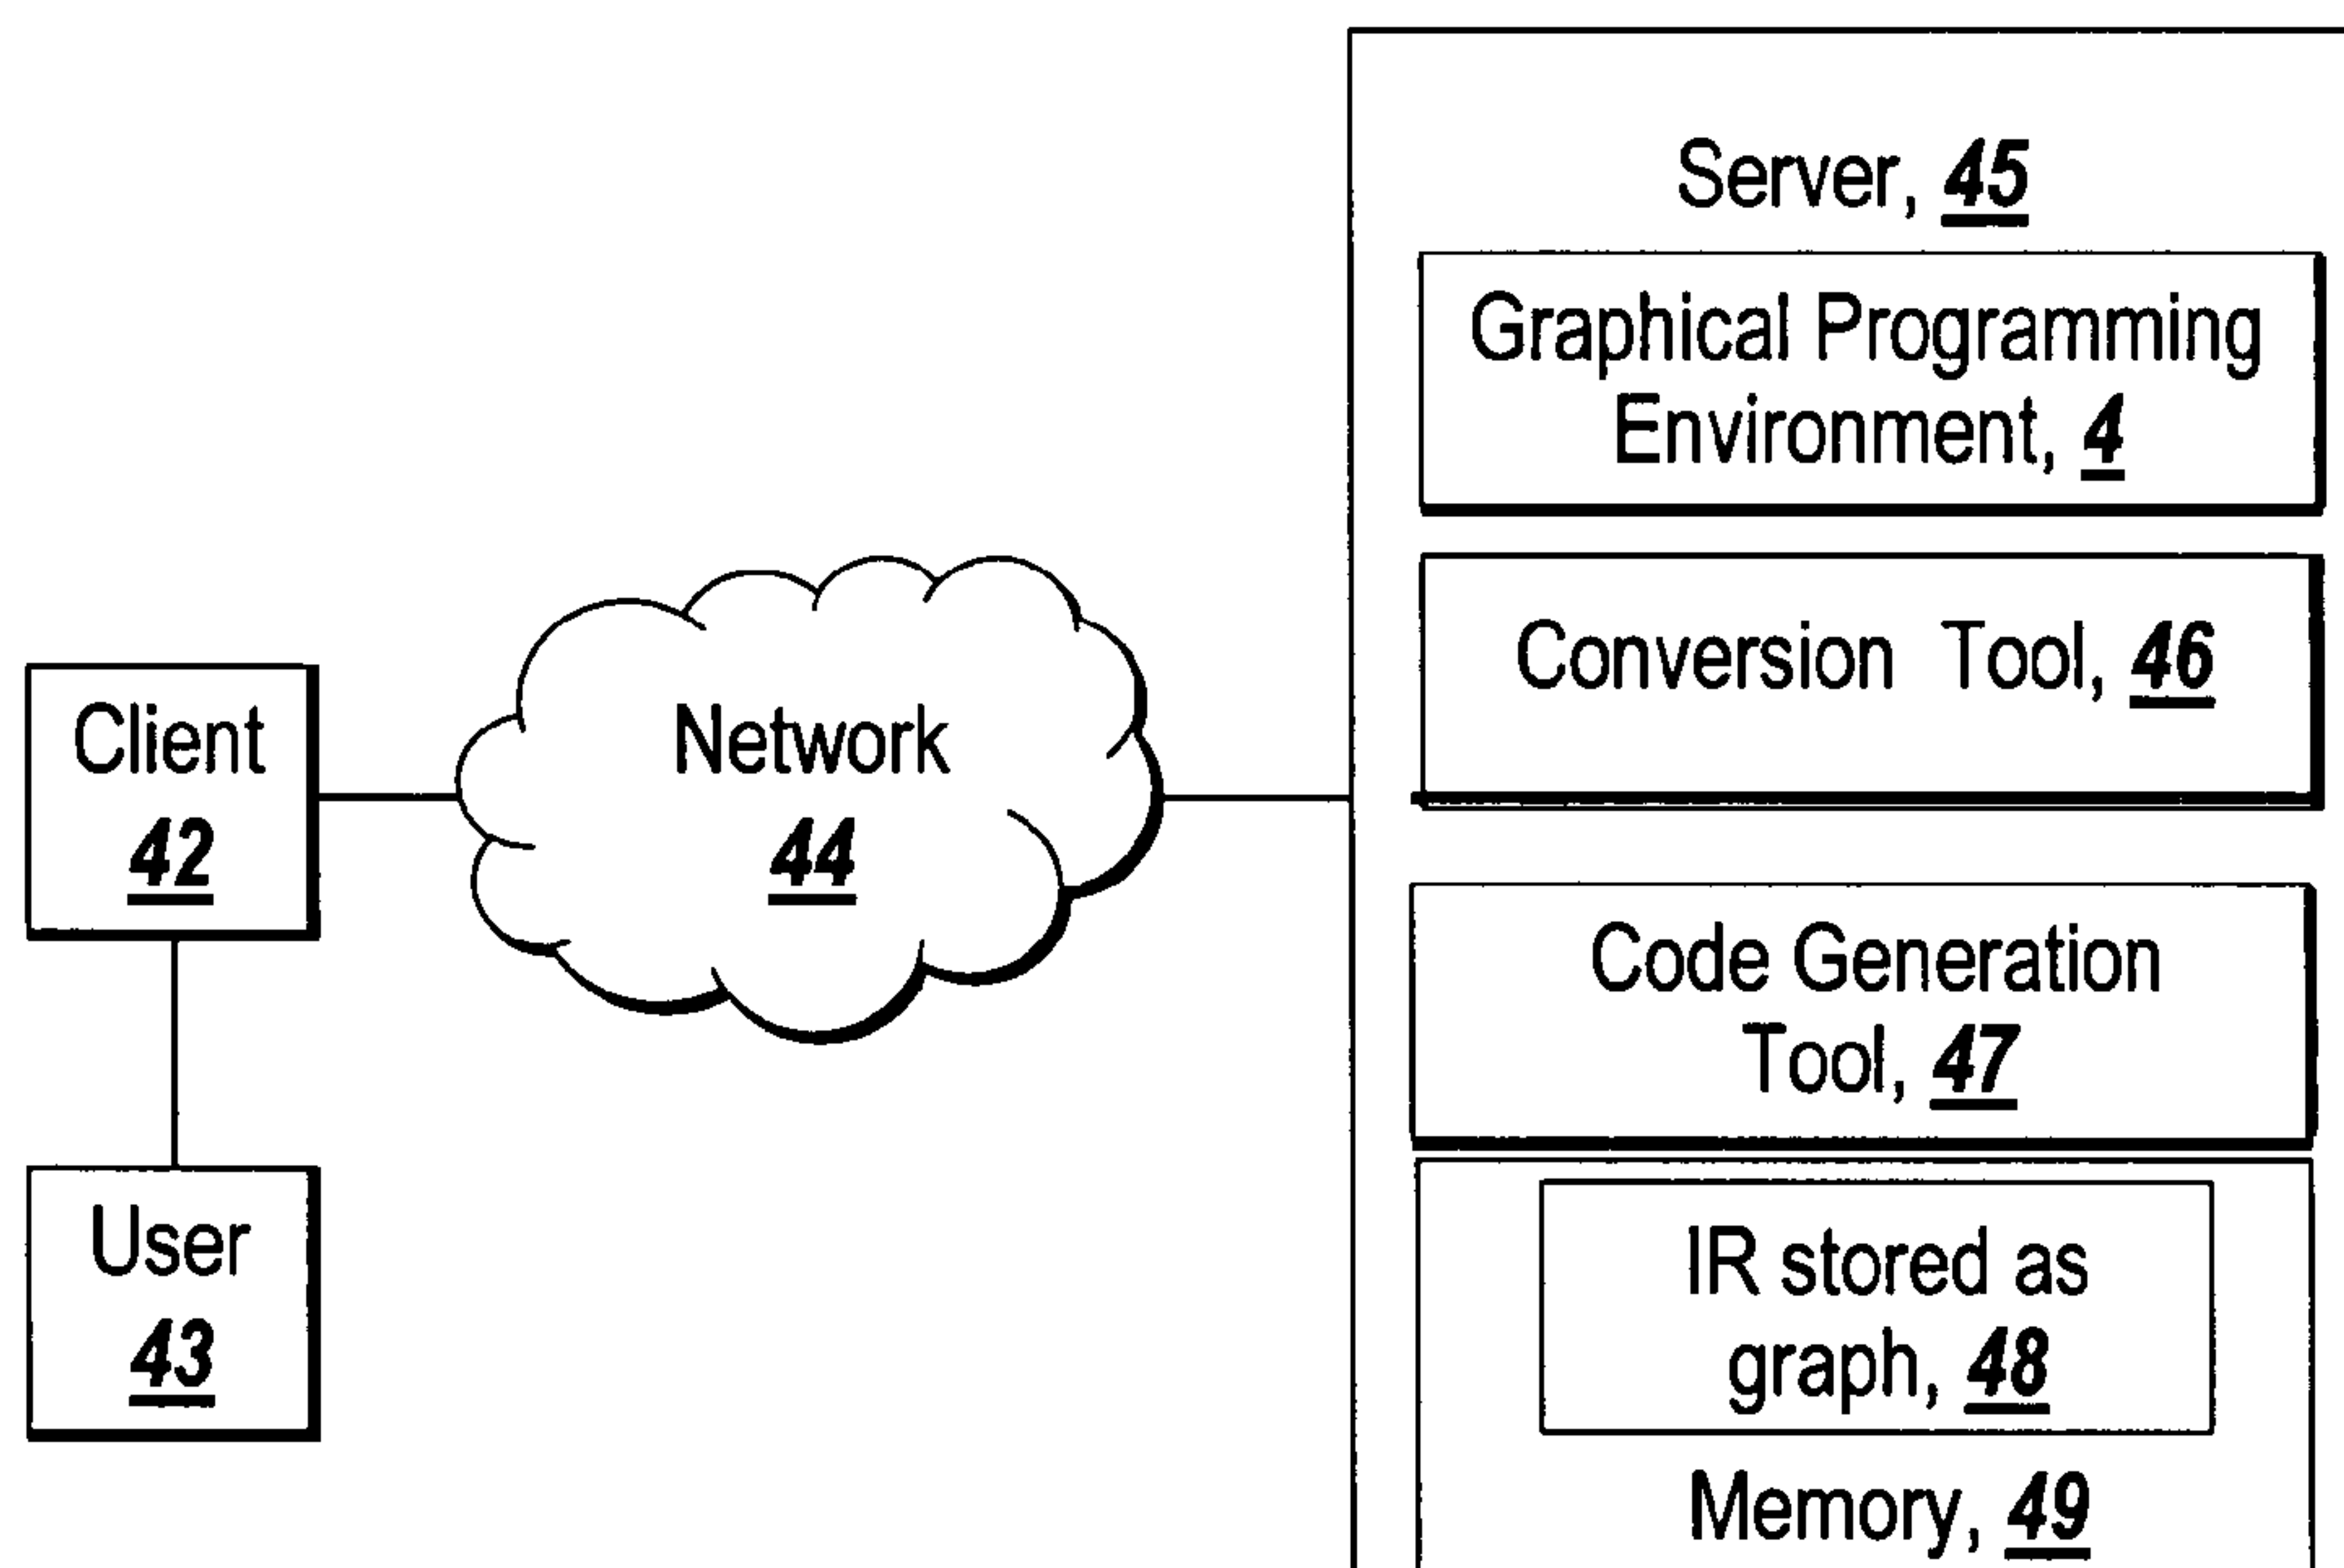 Server, 45
Graphical Programming
Environment, 4
Conversion Tool, 46
Client
42
Network
44
Code Generation
Tool, 47
User
43
IR stored as
graph, 48
Memory, 49